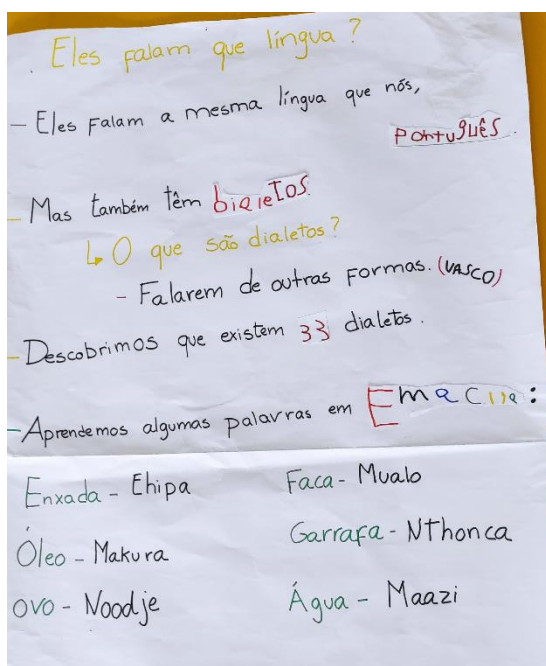 Eles falam que língua?
- Eles falam a mesma língua que nós,
Português.
- Mas também têm dialetos.
↳ O que são dialetos?
- Falarem de outras formas. (VASCO)
- Descobrimos que existem 33 dialetos.
- Aprendemos algumas palavras em Emacua:
Enxada - Ehipa
Faca - Mualo
Óleo - Makura
Garrafa - Nthonca
ovo - Noodje
Água - Maazi